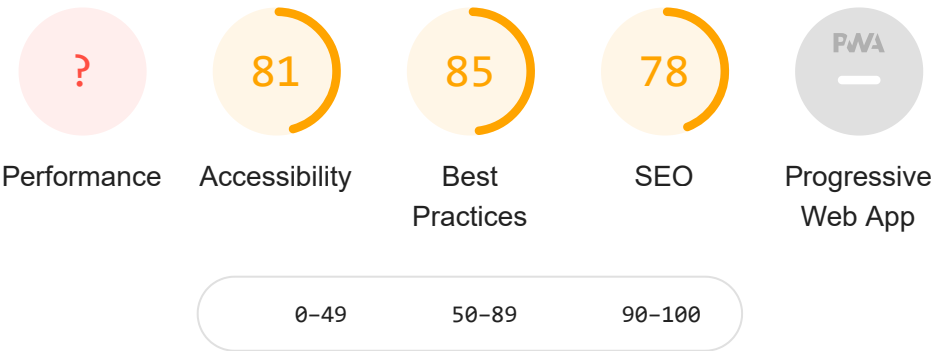 ?
81
85
78
PWA
Performance
Accessibility
Best
Practices
SEO
Progressive
Web App
0–49
50–89
90–100